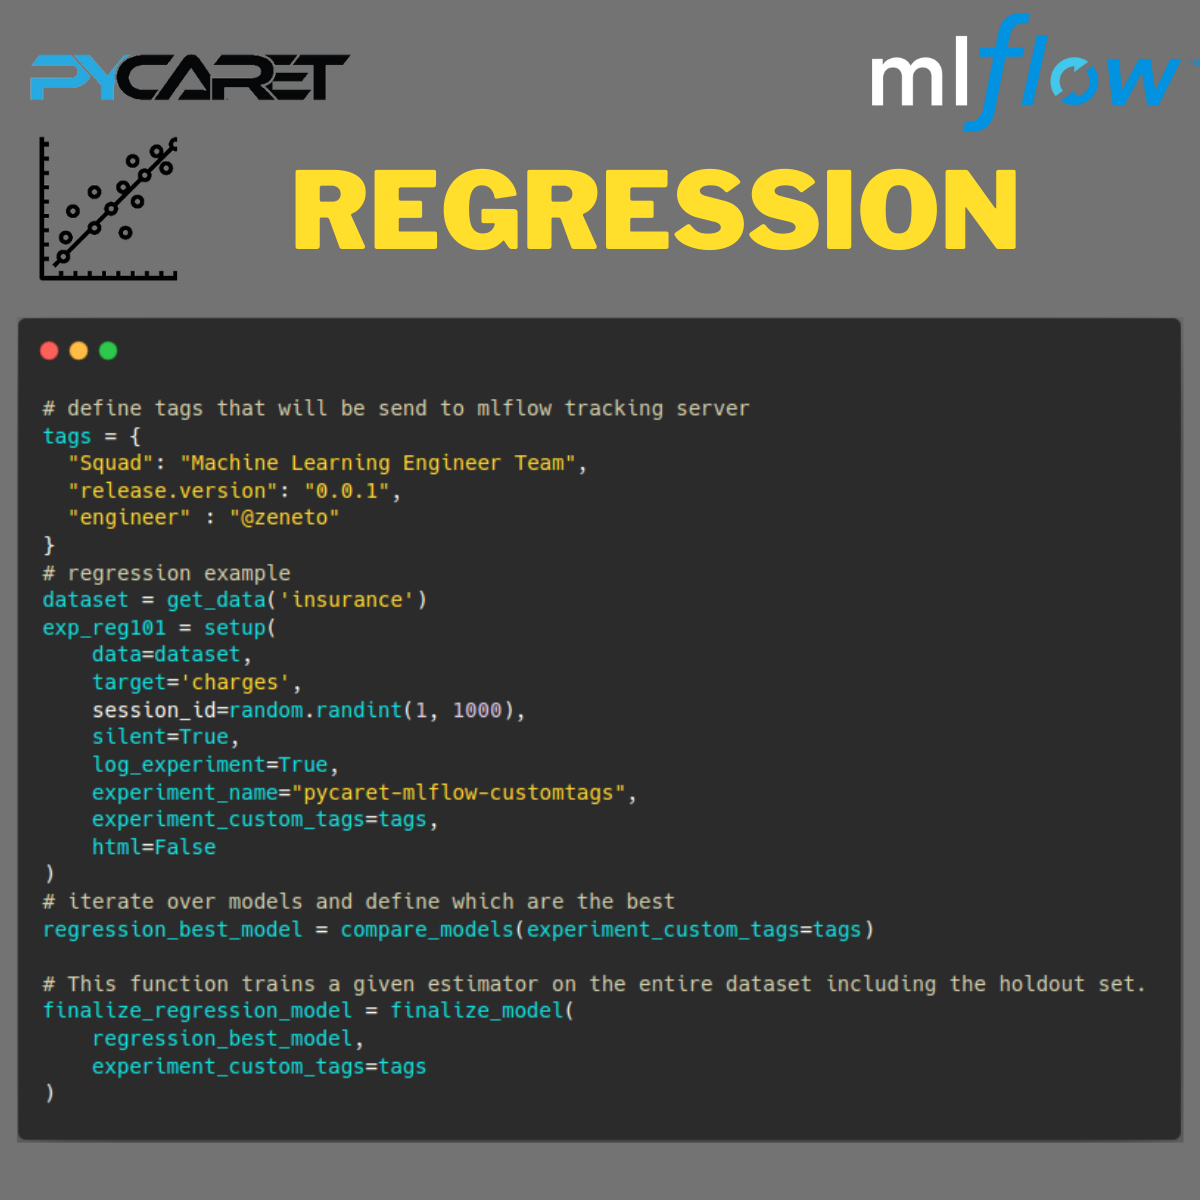 PYCARET
mlflow
REGRESSION
# define tags that will be send to mlflow tracking server
tags = {
  "Squad": "Machine Learning Engineer Team",
  "release.version": "0.0.1",
  "engineer" : "@zeneto"
}
# regression example
dataset = get_data('insurance')
exp_reg101 = setup(
    data=dataset,
    target='charges',
    session_id=random.randint(1, 1000),
    silent=True,
    log_experiment=True,
    experiment_name="pycaret-mlflow-customtags",
    experiment_custom_tags=tags,
    html=False
)
# iterate over models and define which are the best
regression_best_model = compare_models(experiment_custom_tags=tags)
# This function trains a given estimator on the entire dataset including the holdout set.
finalize_regression_model = finalize_model(
    regression_best_model,
    experiment_custom_tags=tags
)